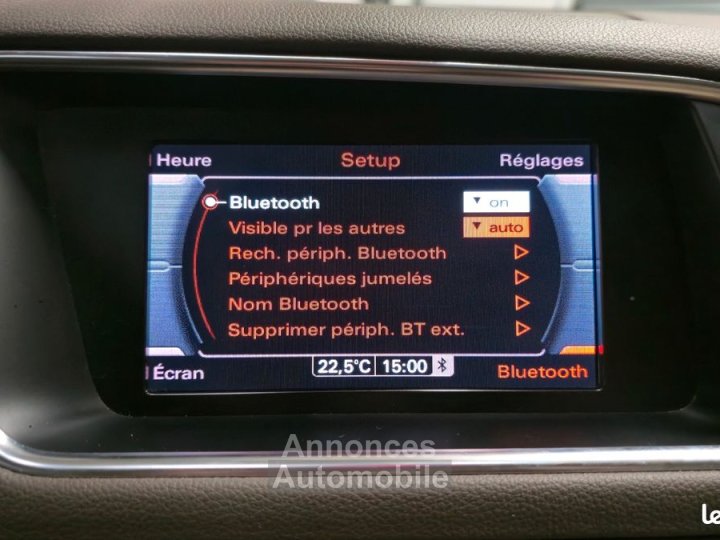 Heure Setup Réglages
Bluetooth ▼ on
Visible pr les autres ▼ auto
Rech. périph. Bluetooth
Périphériques jumelés
Nom Bluetooth
Supprimer périph. BT ext.
Écran 22,5°C 15:00 Bluetooth
Annonces
Automobile
le